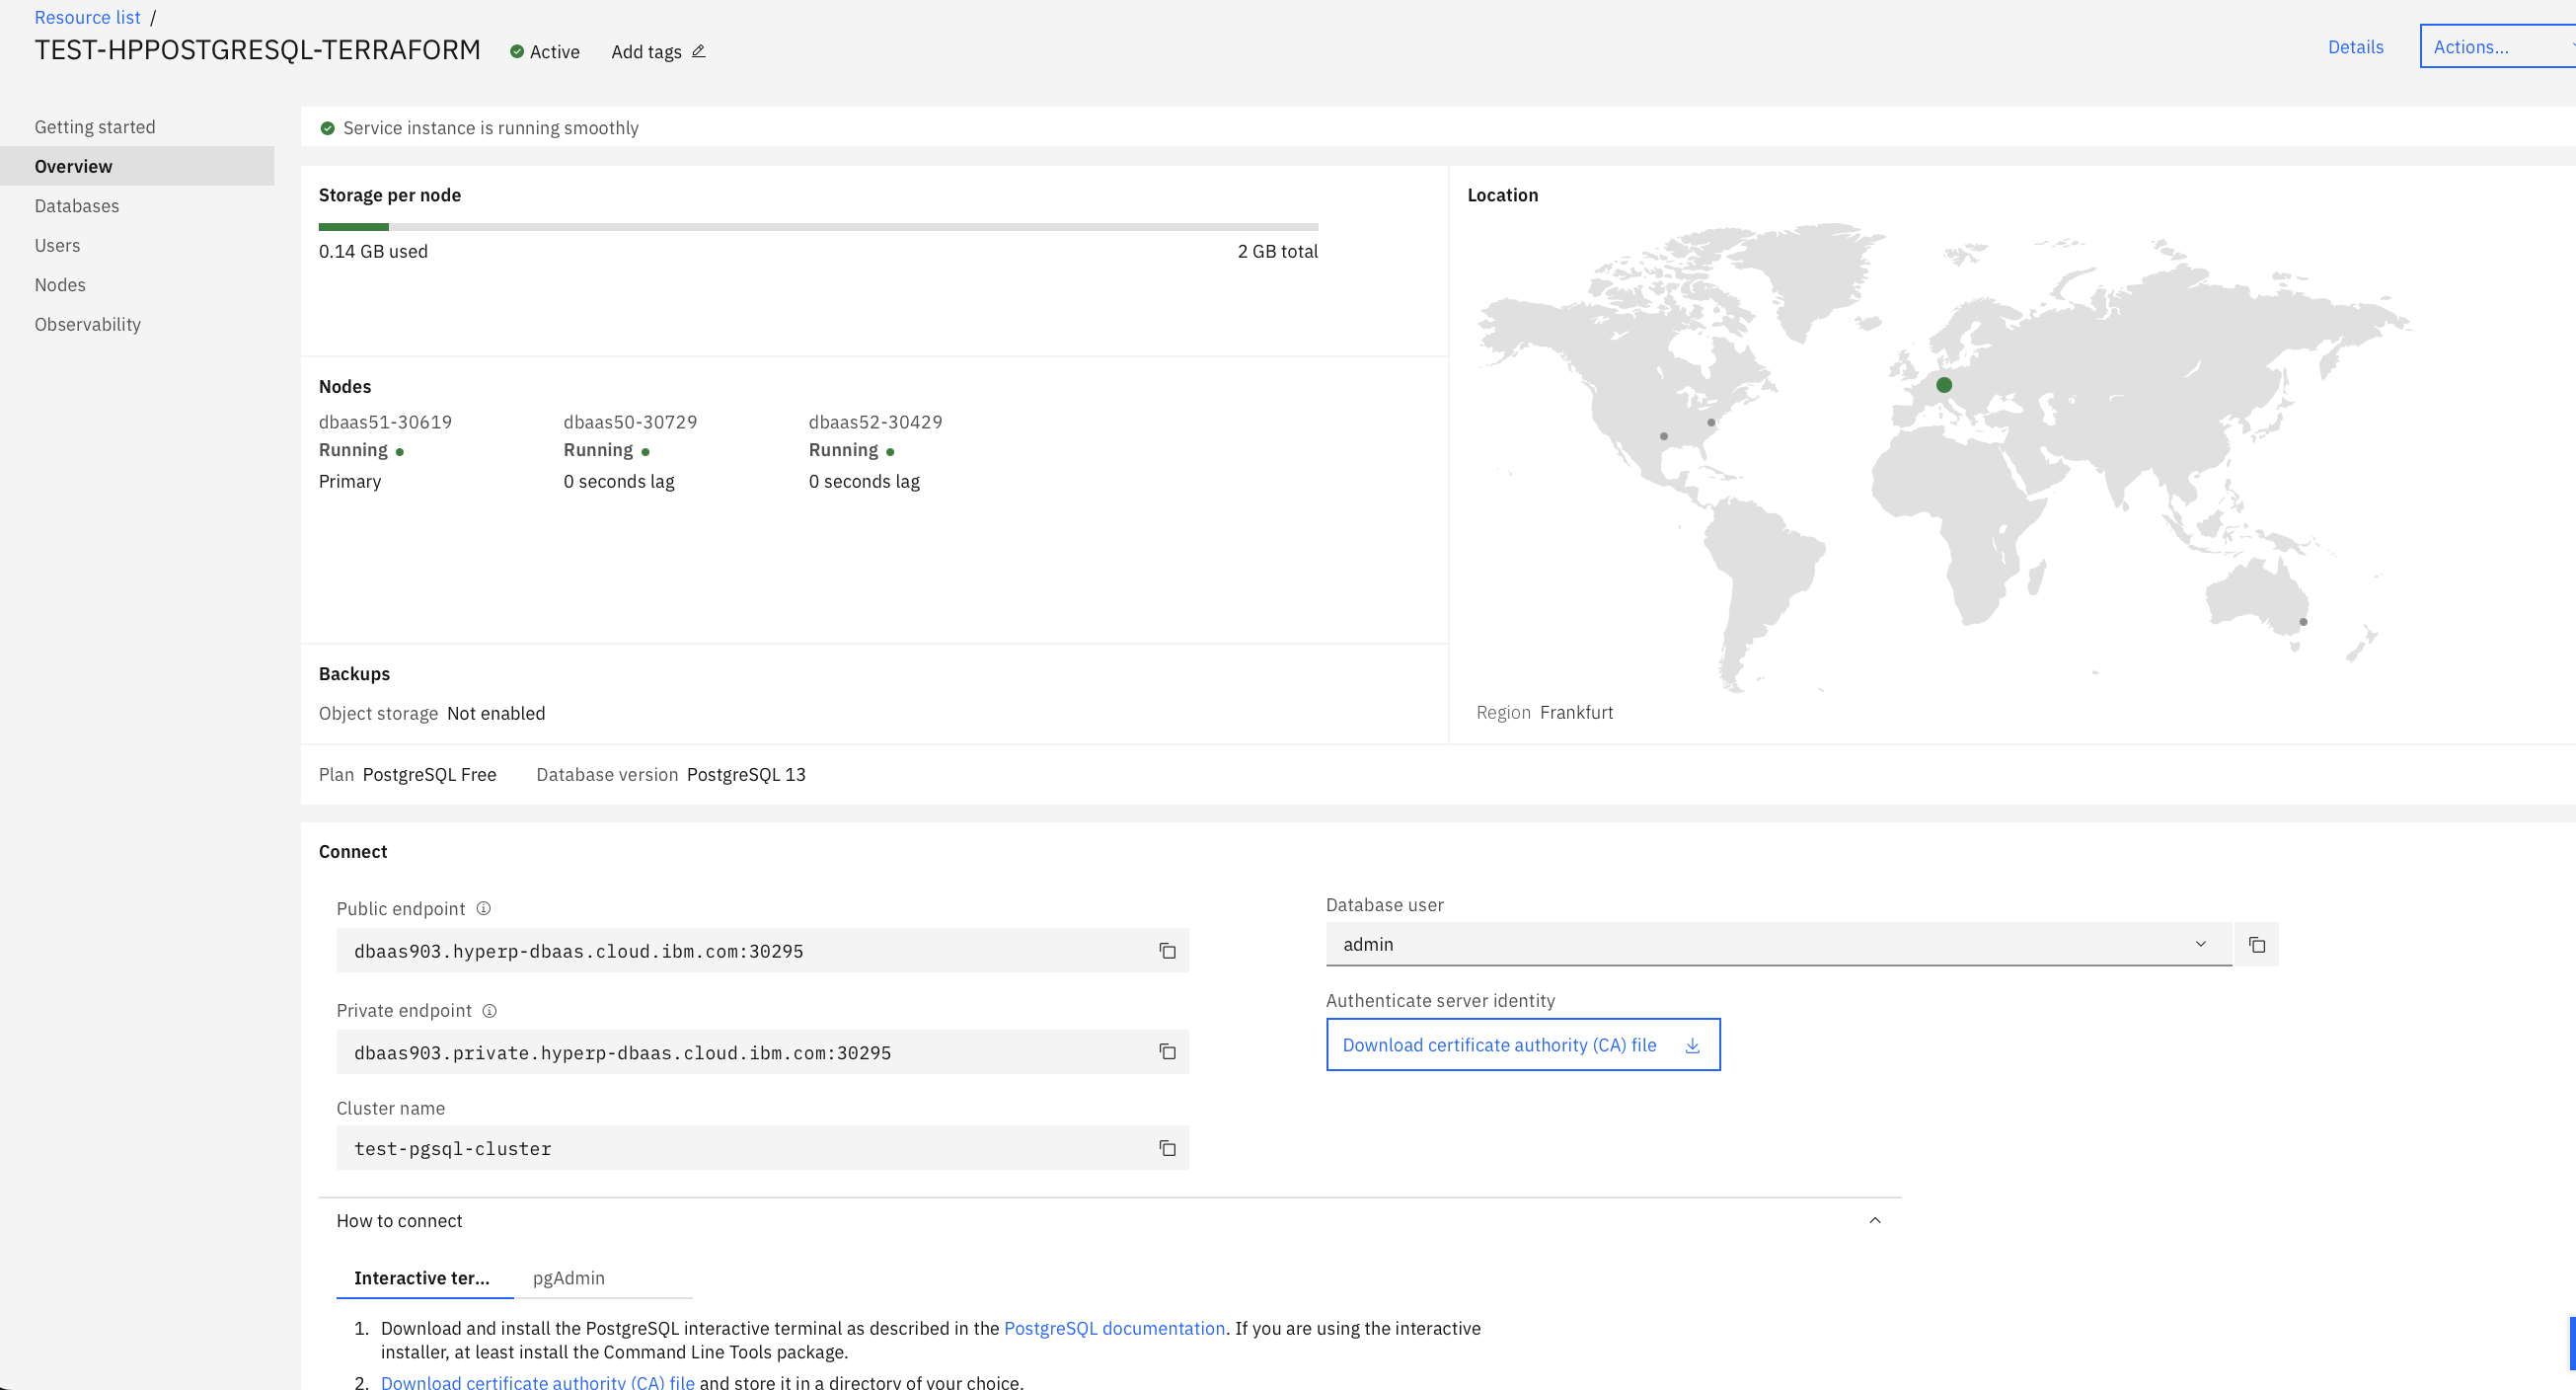 Resource list /
TEST-HPPOSTGRESQL-TERRAFORM
Active
Add tags
Details
Actions...
Getting started
Overview
Databases
Users
Nodes
Observability
Service instance is running smoothly
Storage per node
0.14 GB used
2 GB total
Nodes
dbaas51-30619
Running
Primary
dbaas50-30729
Running
0 seconds lag
dbaas52-30429
Running
0 seconds lag
Backups
Object storage Not enabled
Location
Region Frankfurt
Plan PostgreSQL Free
Database version PostgreSQL 13
Connect
Public endpoint
dbaas903.hyperp-dbaas.cloud.ibm.com:30295
Private endpoint
dbaas903.private.hyperp-dbaas.cloud.ibm.com:30295
Cluster name
test-pgsql-cluster
Database user
admin
Authenticate server identity
Download certificate authority (CA) file
How to connect
Interactive ter...
pgAdmin
1. Download and install the PostgreSQL interactive terminal as described in the PostgreSQL documentation. If you are using the interactive
installer, at least install the Command Line Tools package.
2. Download certificate authority (CA) file and store it in a directory of your choice.